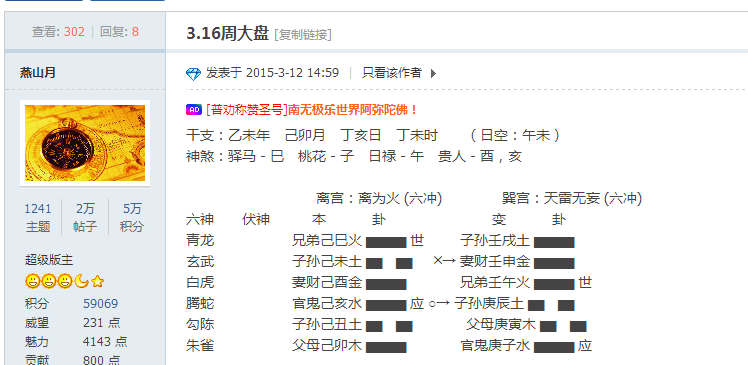 查看: 302 | 回复: 8
3.16周大盘 [复制链接]
燕山月
发表于 2015-3-12 14:59 | 只看该作者
AD [普劝称赞圣号]南无极乐世界阿弥陀佛！
干支：乙未年 己卯月 丁亥日 丁未时 （日空：午未）
神煞：驿马－巳 桃花－子 日禄－午 贵人－酉，亥
离宫：离为火 (六冲) 巽宫：天雷无妄 (六冲)
六神 伏神 本 卦 变 卦
青龙 兄弟己巳火 ▅▅▅ 世 子孙壬戌土 ▅▅▅
玄武 子孙己未土 ▅ ▅ ×→ 妻财壬申金 ▅▅▅
白虎 妻财己酉金 ▅▅▅ 兄弟壬午火 ▅▅▅ 世
腾蛇 官鬼己亥水 ▅▅▅ 应 ○→ 子孙庚辰土 ▅ ▅
勾陈 子孙己丑土 ▅ ▅ 父母庚寅木 ▅ ▅
朱雀 父母己卯木 ▅▅▅ 官鬼庚子水 ▅▅▅ 应
1241 2万 5万
主题 帖子 积分
超级版主
积分 59069
威望 231 点
魅力 4143 点
贡献 800 点